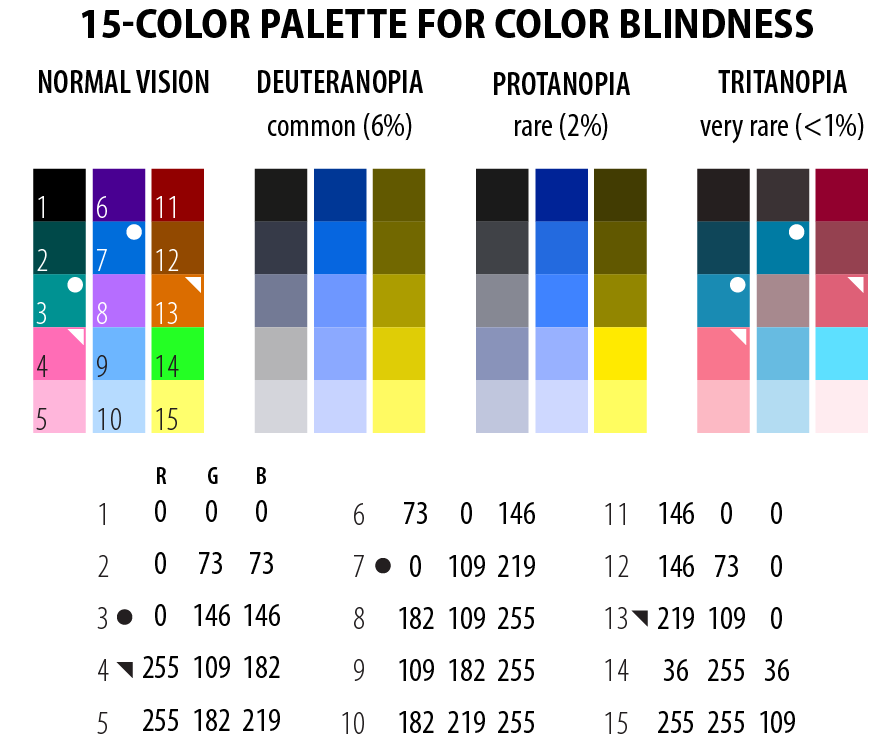 15-COLOR PALETTE FOR COLOR BLINDNESS
NORMAL VISION DEUTERANOPIA PROTANOPIA TRITANOPIA
common (6%) rare (2%) very rare (<1%)
1 6 11
2 7 12
3 8 13
4 9 14
5 10 15
R G B
1 0 0 0 6 73 0 146 11 146 0 0
2 0 73 73 7 0 109 219 12 146 73 0
3 0 146 146 8 182 109 255 13 219 109 0
4 255 109 182 9 109 182 255 14 36 255 36
5 255 182 219 10 182 219 255 15 255 255 109